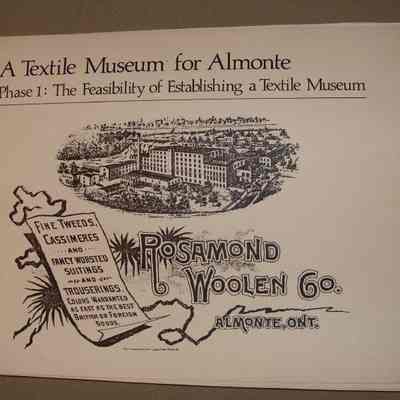 A Textile Museum for Almonte
Phase 1: The Feasibility of Establishing a Textile Museum
FINE TWEEDS,
CASSIMERES
AND
FANCY WORSTED
SUITINGS
AND
TROUSERINGS
COLORS WARRANTED
AS FAST AS THE BEST
BRITISH OR FOREIGN
GOODS.
ROSAMOND
WOOLEN CO.
ALMONTE, ONT.